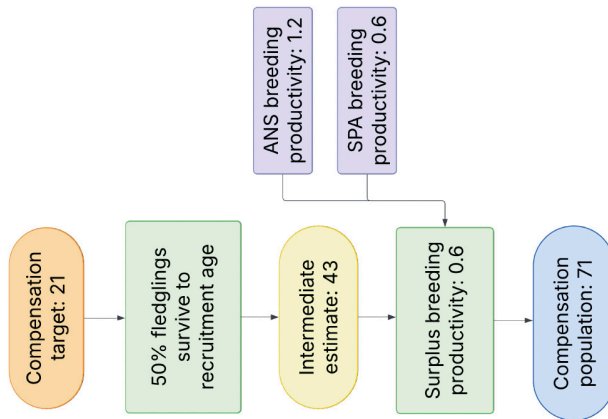 Compensation
target: 21
50% fledglings
survive to
recruitment age
Intermediate
estimate: 43
ANS breeding
productivity: 1.2
SPA breeding
productivity: 0.6
Surplus breeding
productivity: 0.6
Compensation
population: 71